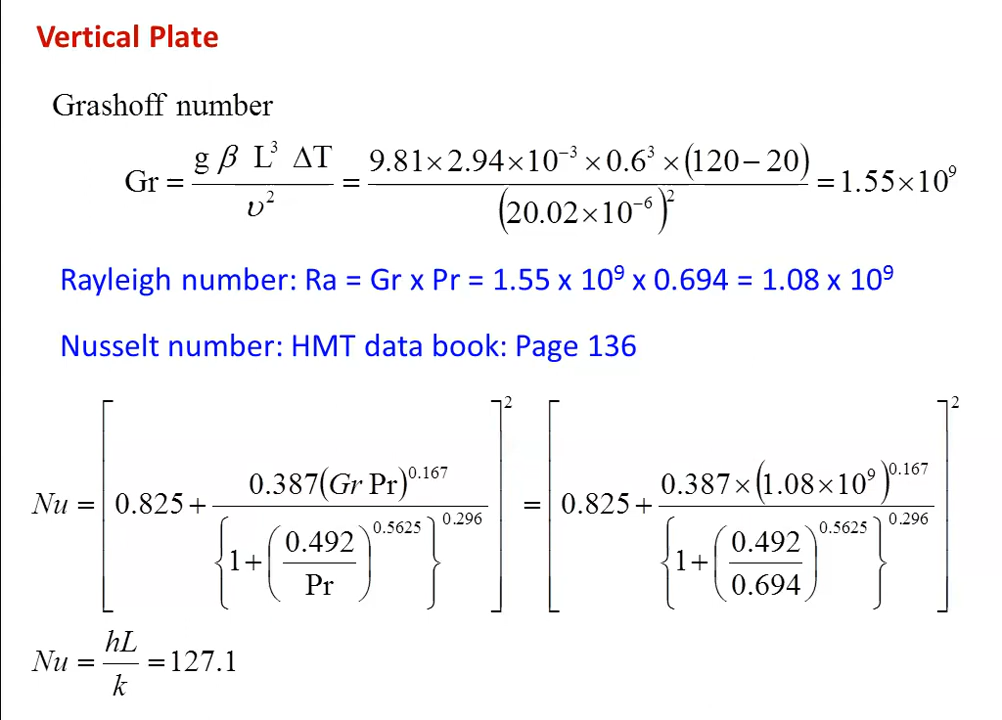 Vertical Plate
Grashoff number
Gr = g β L³ ΔT / υ² = 9.81×2.94×10⁻³×0.6³×(120−20) / (20.02×10⁻⁶)² = 1.55×10⁹
Rayleigh number: Ra = Gr x Pr = 1.55 x 10⁹ x 0.694 = 1.08 x 10⁹
Nusselt number: HMT data book: Page 136
Nu = [0.825 + 0.387(Gr Pr)^0.167 / {1+(0.492/Pr)^0.5625}^0.296]² = [0.825 + 0.387×(1.08×10⁹)^0.167 / {1+(0.492/0.694)^0.5625}^0.296]²
Nu = hL/k = 127.1